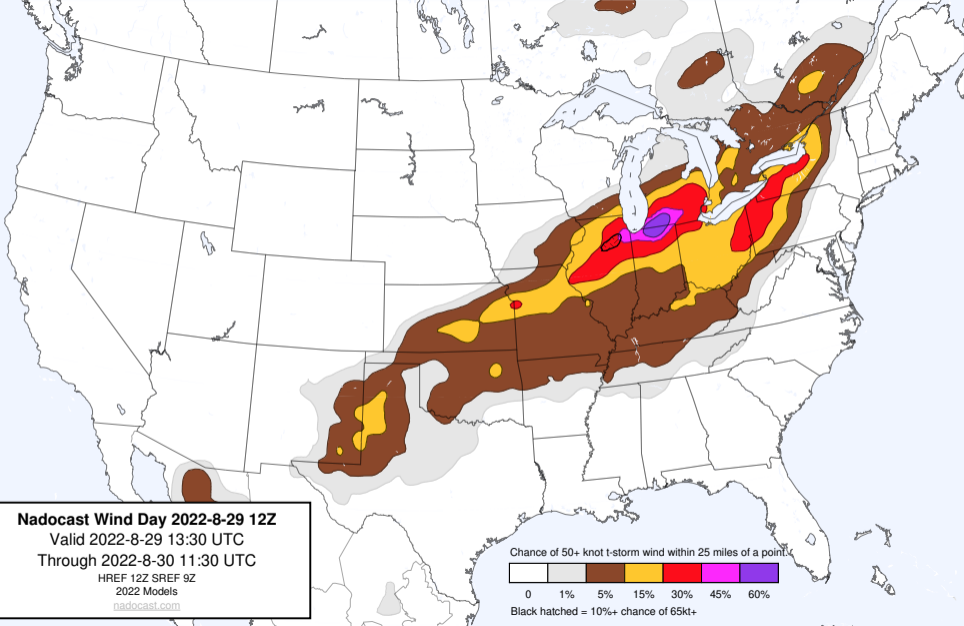 Nadocast Wind Day 2022-8-29 12Z
Valid 2022-8-29 13:30 UTC
Through 2022-8-30 11:30 UTC
HREF 12Z SREF 9Z
2022 Models
nadocast.com
Chance of 50+ knot t-storm wind within 25 miles of a point.
0 1% 5% 15% 30% 45% 60%
Black hatched = 10%+ chance of 65kt+